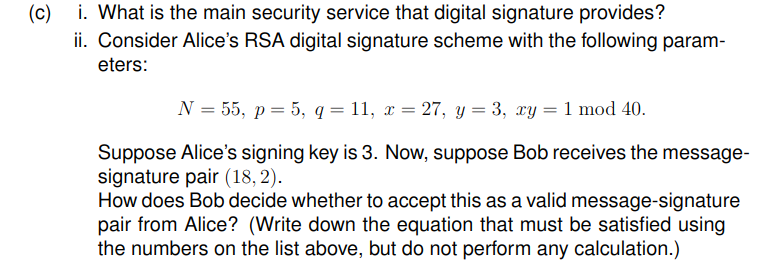 (c) i. What is the main security service that digital signature provides?
ii. Consider Alice's RSA digital signature scheme with the following param-
eters:
N = 55, p = 5, q = 11, x = 27, y = 3, xy = 1 mod 40.
Suppose Alice's signing key is 3. Now, suppose Bob receives the message-
signature pair (18, 2).
How does Bob decide whether to accept this as a valid message-signature
pair from Alice? (Write down the equation that must be satisfied using
the numbers on the list above, but do not perform any calculation.)